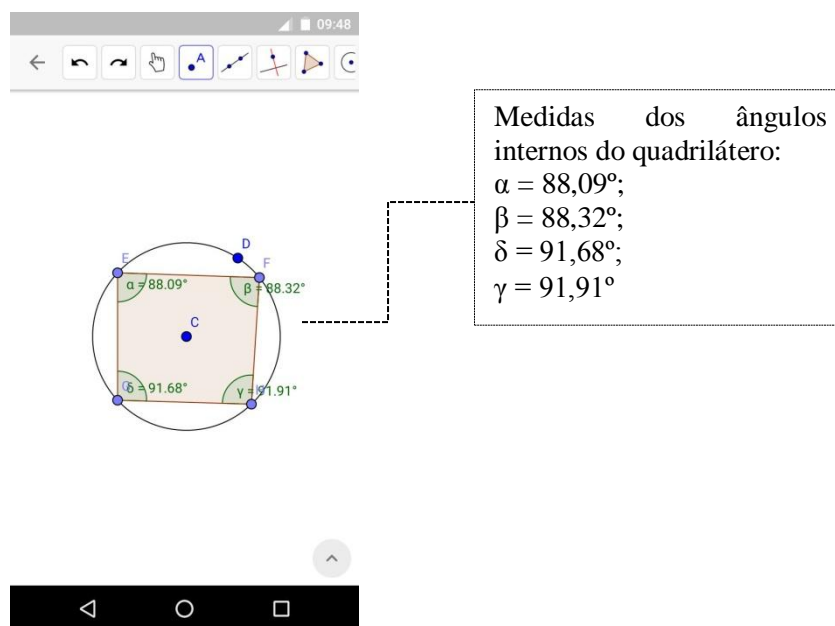 09:48
A
D
E
F
α = 88.09°
β = 88.32°
C
δ = 91.68°
γ = 91.91°
Medidas dos ângulos
internos do quadrilátero:
α = 88,09º;
β = 88,32º;
δ = 91,68º;
γ = 91,91º